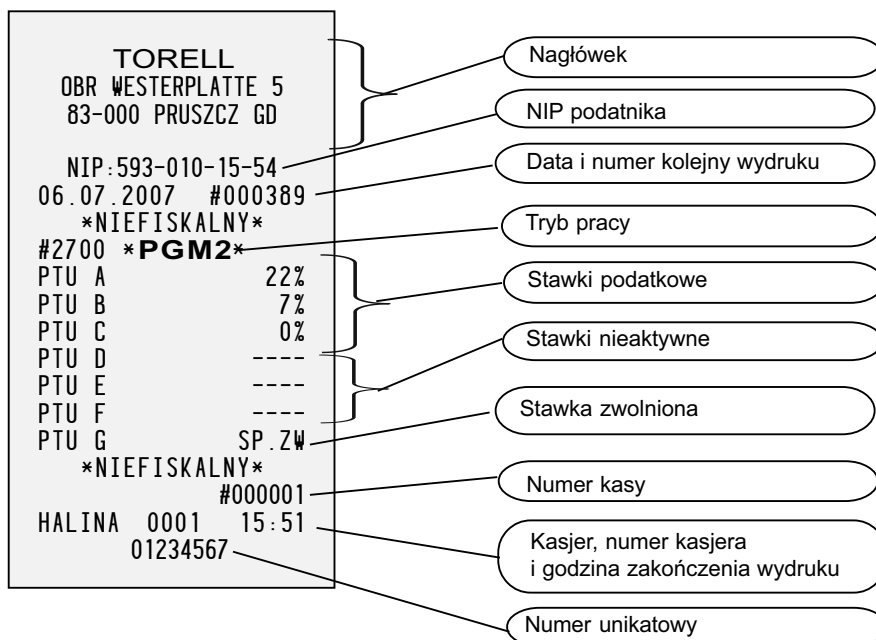 TORELL
OBR WESTERPLATTE 5
83-000 PRUSZCZ GD
NIP:593-010-15-54
06.07.2007 #000389
*NIEFISKALNY*
#2700 *PGM2*
PTU A 22%
PTU B 7%
PTU C 0%
PTU D ----
PTU E ----
PTU F ----
PTU G SP.ZW
*NIEFISKALNY*
#000001
HALINA 0001 15:51
01234567
Nagłówek
NIP podatnika
Data i numer kolejny wydruku
Tryb pracy
Stawki podatkowe
Stawki nieaktywne
Stawka zwolniona
Numer kasy
Kasjer, numer kasjera
i godzina zakończenia wydruku
Numer unikatowy